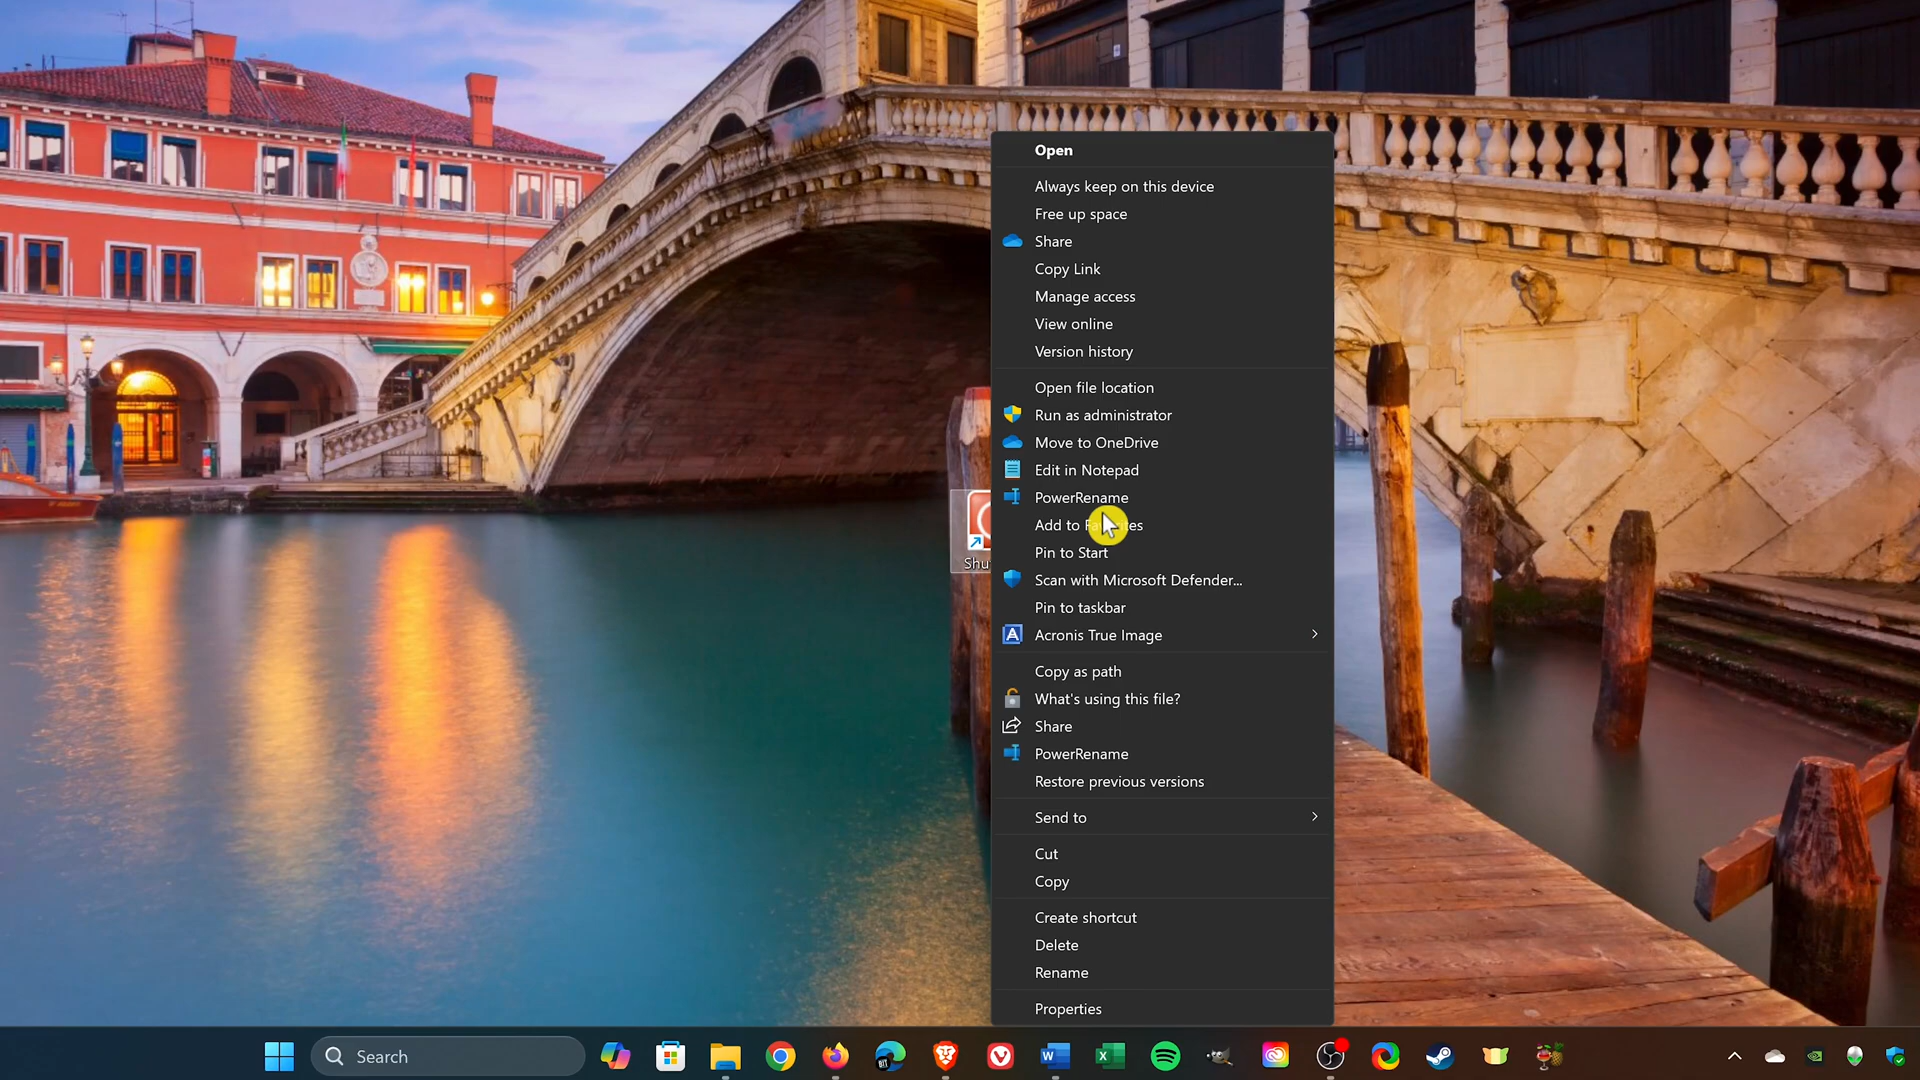 Open
Always keep on this device
Free up space
Share
Copy Link
Manage access
View online
Version history
Open file location
Run as administrator
Move to OneDrive
Edit in Notepad
PowerRename
Add to
Pin to Start
Scan with Microsoft Defender...
Pin to taskbar
Acronis True Image
Copy as path
What's using this file?
Share
PowerRename
Restore previous versions
Send to
Cut
Copy
Create shortcut
Delete
Rename
Properties
Shu
Search